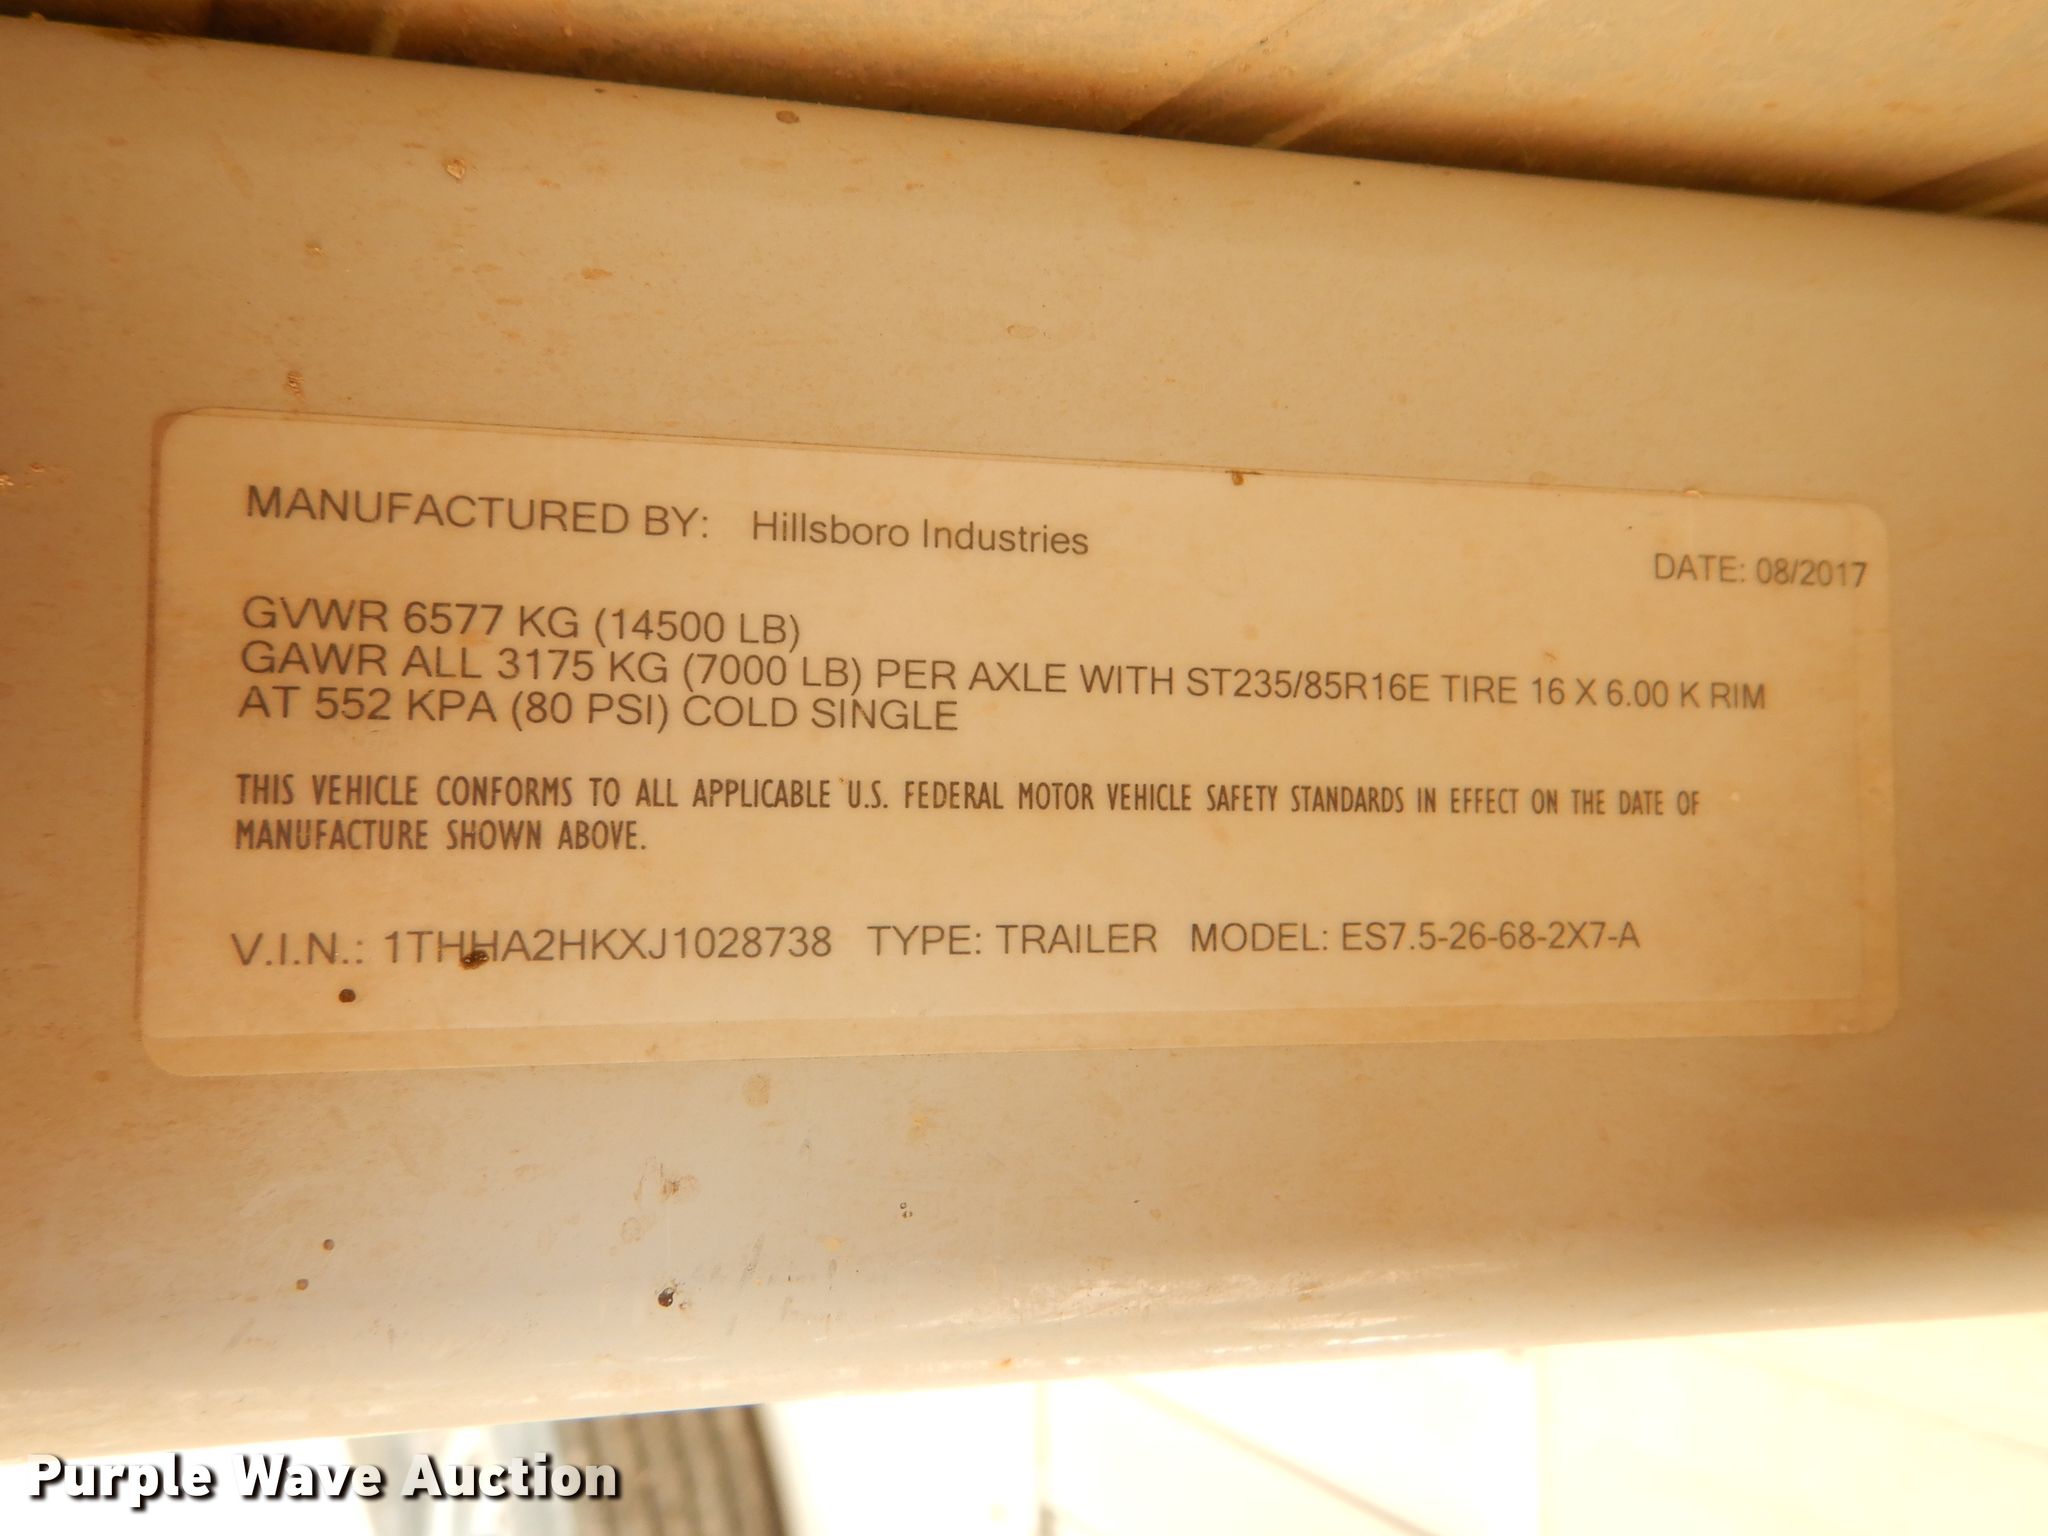 MANUFACTURED BY: Hillsboro Industries
DATE: 08/2017
GVWR 6577 KG (14500 LB)
GAWR ALL 3175 KG (7000 LB) PER AXLE WITH ST235/85R16E TIRE 16 X 6.00 K RIM
AT 552 KPA (80 PSI) COLD SINGLE
THIS VEHICLE CONFORMS TO ALL APPLICABLE U.S. FEDERAL MOTOR VEHICLE SAFETY STANDARDS IN EFFECT ON THE DATE OF
MANUFACTURE SHOWN ABOVE.
V.I.N.: 1THHA2HKXJ1028738 TYPE: TRAILER MODEL: ES7.5-26-68-2X7-A
Purple Wave Auction